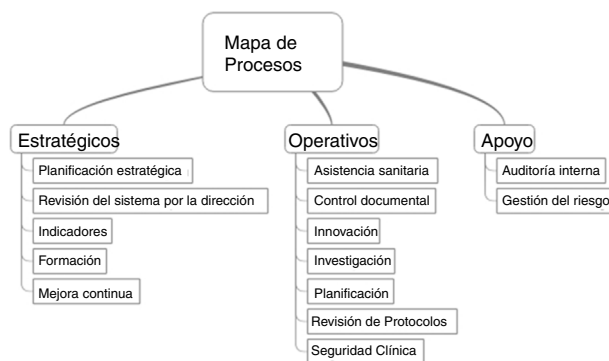 Mapa de
Procesos
Estratégicos
Planificación estratégica
Revisión del sistema por la dirección
Indicadores
Formación
Mejora continua
Operativos
Asistencia sanitaria
Control documental
Innovación
Investigación
Planificación
Revisión de Protocolos
Seguridad Clínica
Apoyo
Auditoría interna
Gestión del riesgo